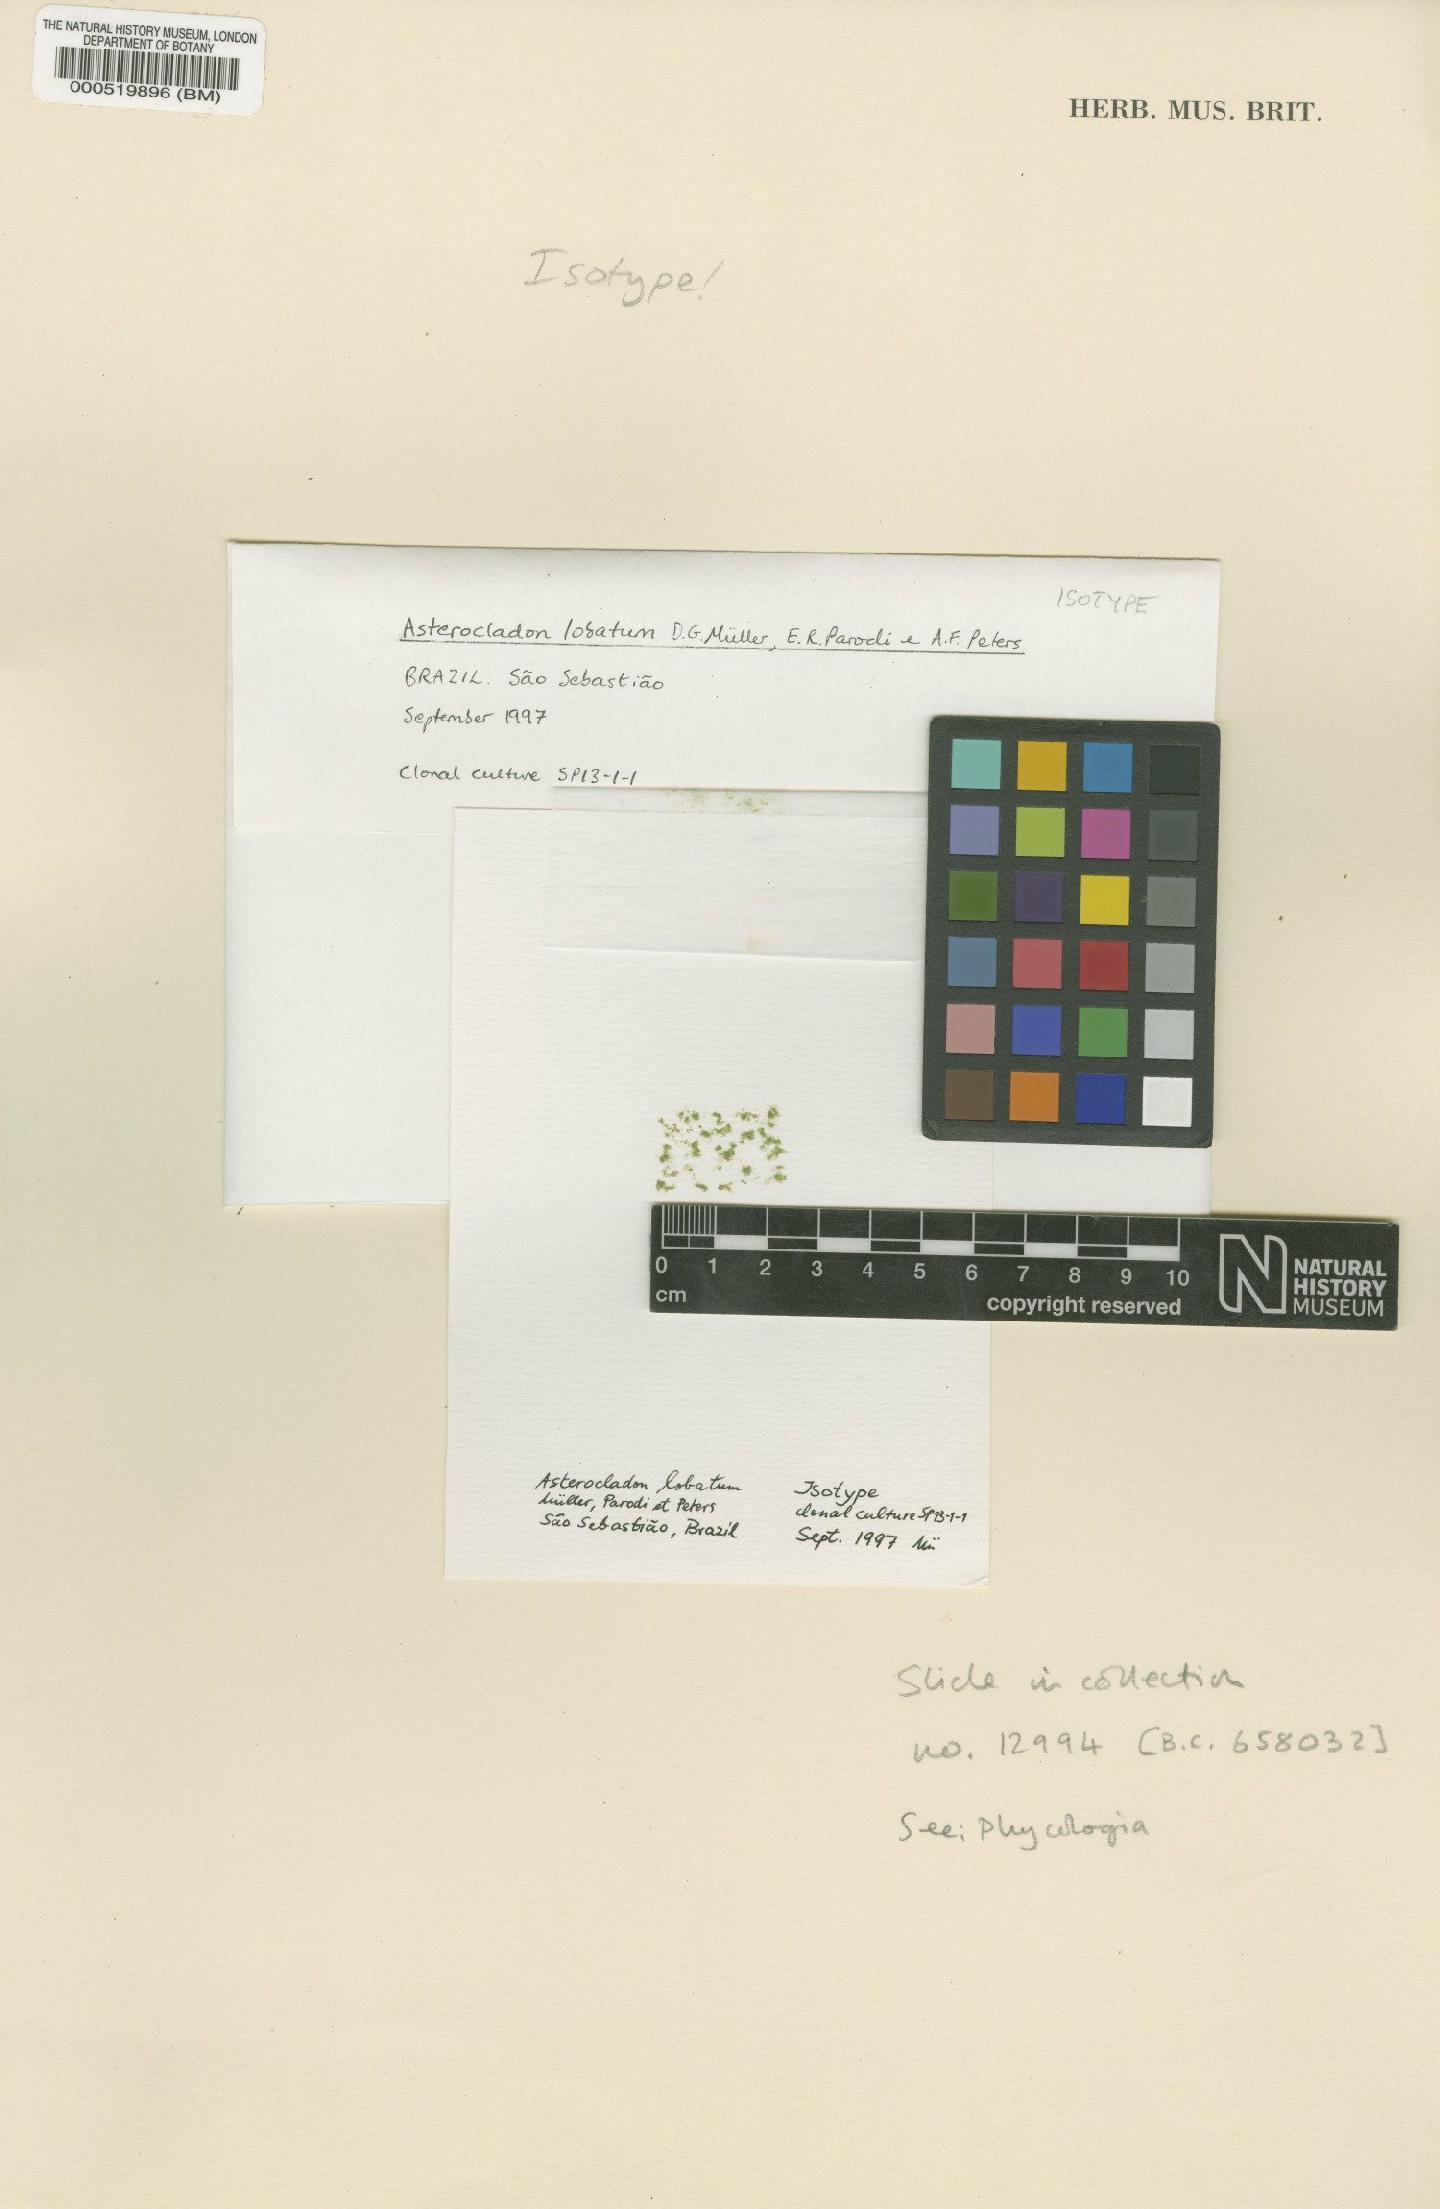 THE NATURAL HISTORY MUSEUM, LONDON
DEPARTMENT OF BOTANY
000519896 (BM)
HERB. MUS. BRIT.
Isotype!
ISOTYPE
Asterocladon lobatum D.G. Müller, E.R. Parodi e A.F. Peters
BRAZIL. São Sebastião
September 1997
Clonal culture SP13-1-1
0 1 2 3 4 5 6 7 8 9 10
cm
copyright reserved
NATURAL
HISTORY
MUSEUM
Asterocladon lobatum
Müller, Parodi et Peters
São Sebastião, Brazil
Isotype
clonal culture SP13-1-1
Sept. 1997 Mü
Slide in collection
no. 12994 [B.C. 658032]
See: Phycologia